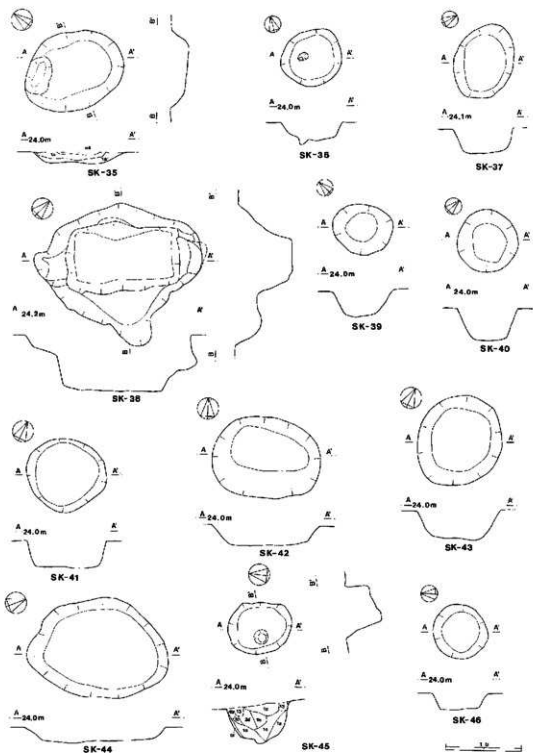 A A' B B'
A 24.0m A'
SK-35
A A'
A 24.0m A'
SK-36
A A'
A 24.1m A'
SK-37
A A' B B'
A 24.2m A'
SK-38
A A'
A 24.0m A'
SK-39
A A'
A 24.0m A'
SK-40
A A'
A 24.0m A'
SK-41
A A'
A 24.0m A'
SK-42
A A'
A 24.0m A'
SK-43
A A'
A 24.0m A'
SK-44
A A' B B'
A 24.0m A'
SK-45
A A'
A 24.0m A'
SK-46